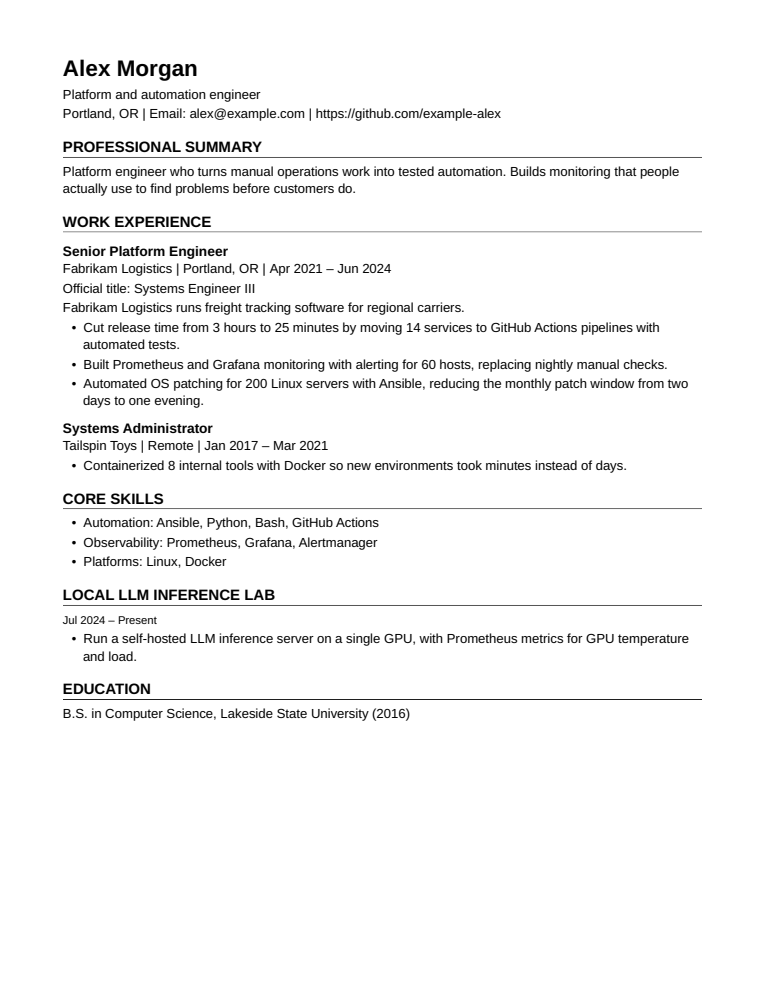 Alex Morgan
Platform and automation engineer
Portland, OR | Email: alex@example.com | https://github.com/example-alex
PROFESSIONAL SUMMARY
Platform engineer who turns manual operations work into tested automation. Builds monitoring that people
actually use to find problems before customers do.
WORK EXPERIENCE
Senior Platform Engineer
Fabrikam Logistics | Portland, OR | Apr 2021 – Jun 2024
Official title: Systems Engineer III
Fabrikam Logistics runs freight tracking software for regional carriers.
• Cut release time from 3 hours to 25 minutes by moving 14 services to GitHub Actions pipelines with
automated tests.
• Built Prometheus and Grafana monitoring with alerting for 60 hosts, replacing nightly manual checks.
• Automated OS patching for 200 Linux servers with Ansible, reducing the monthly patch window from two
days to one evening.
Systems Administrator
Tailspin Toys | Remote | Jan 2017 – Mar 2021
• Containerized 8 internal tools with Docker so new environments took minutes instead of days.
CORE SKILLS
• Automation: Ansible, Python, Bash, GitHub Actions
• Observability: Prometheus, Grafana, Alertmanager
• Platforms: Linux, Docker
LOCAL LLM INFERENCE LAB
Jul 2024 – Present
• Run a self-hosted LLM inference server on a single GPU, with Prometheus metrics for GPU temperature
and load.
EDUCATION
B.S. in Computer Science, Lakeside State University (2016)